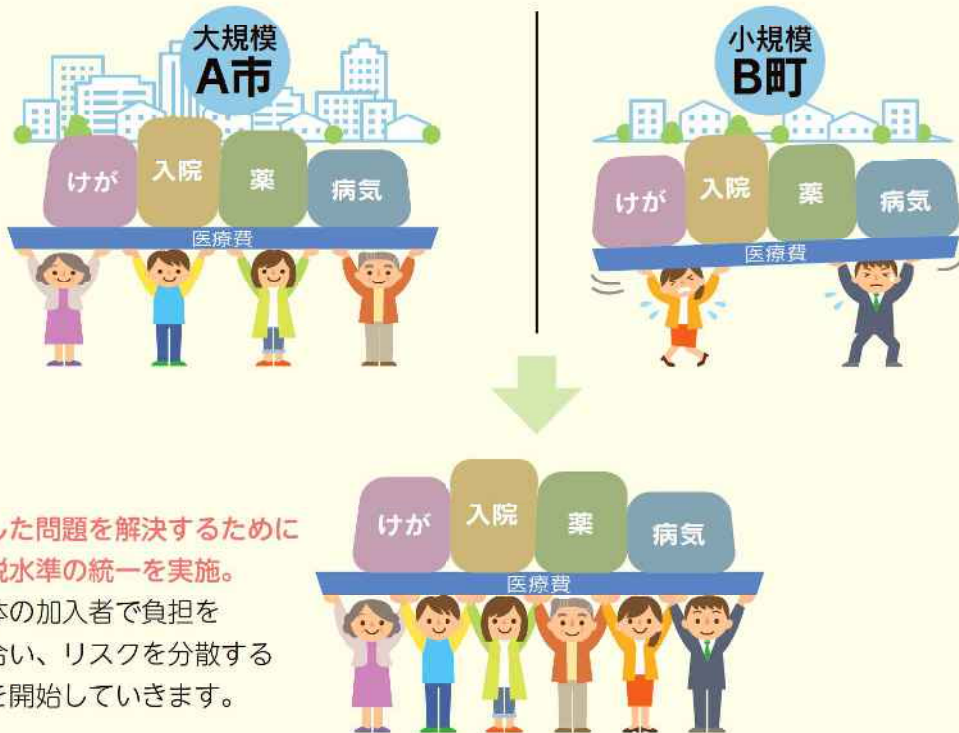 大規模
A市
小規模
B町
けが
入院
薬
病気
医療費
けが
入院
薬
病気
医療費
けが
入院
薬
病気
医療費
した問題を解決するために
税水準の統一を実施。
体の加入者で負担を
合い、リスクを分散する
を開始していきます。